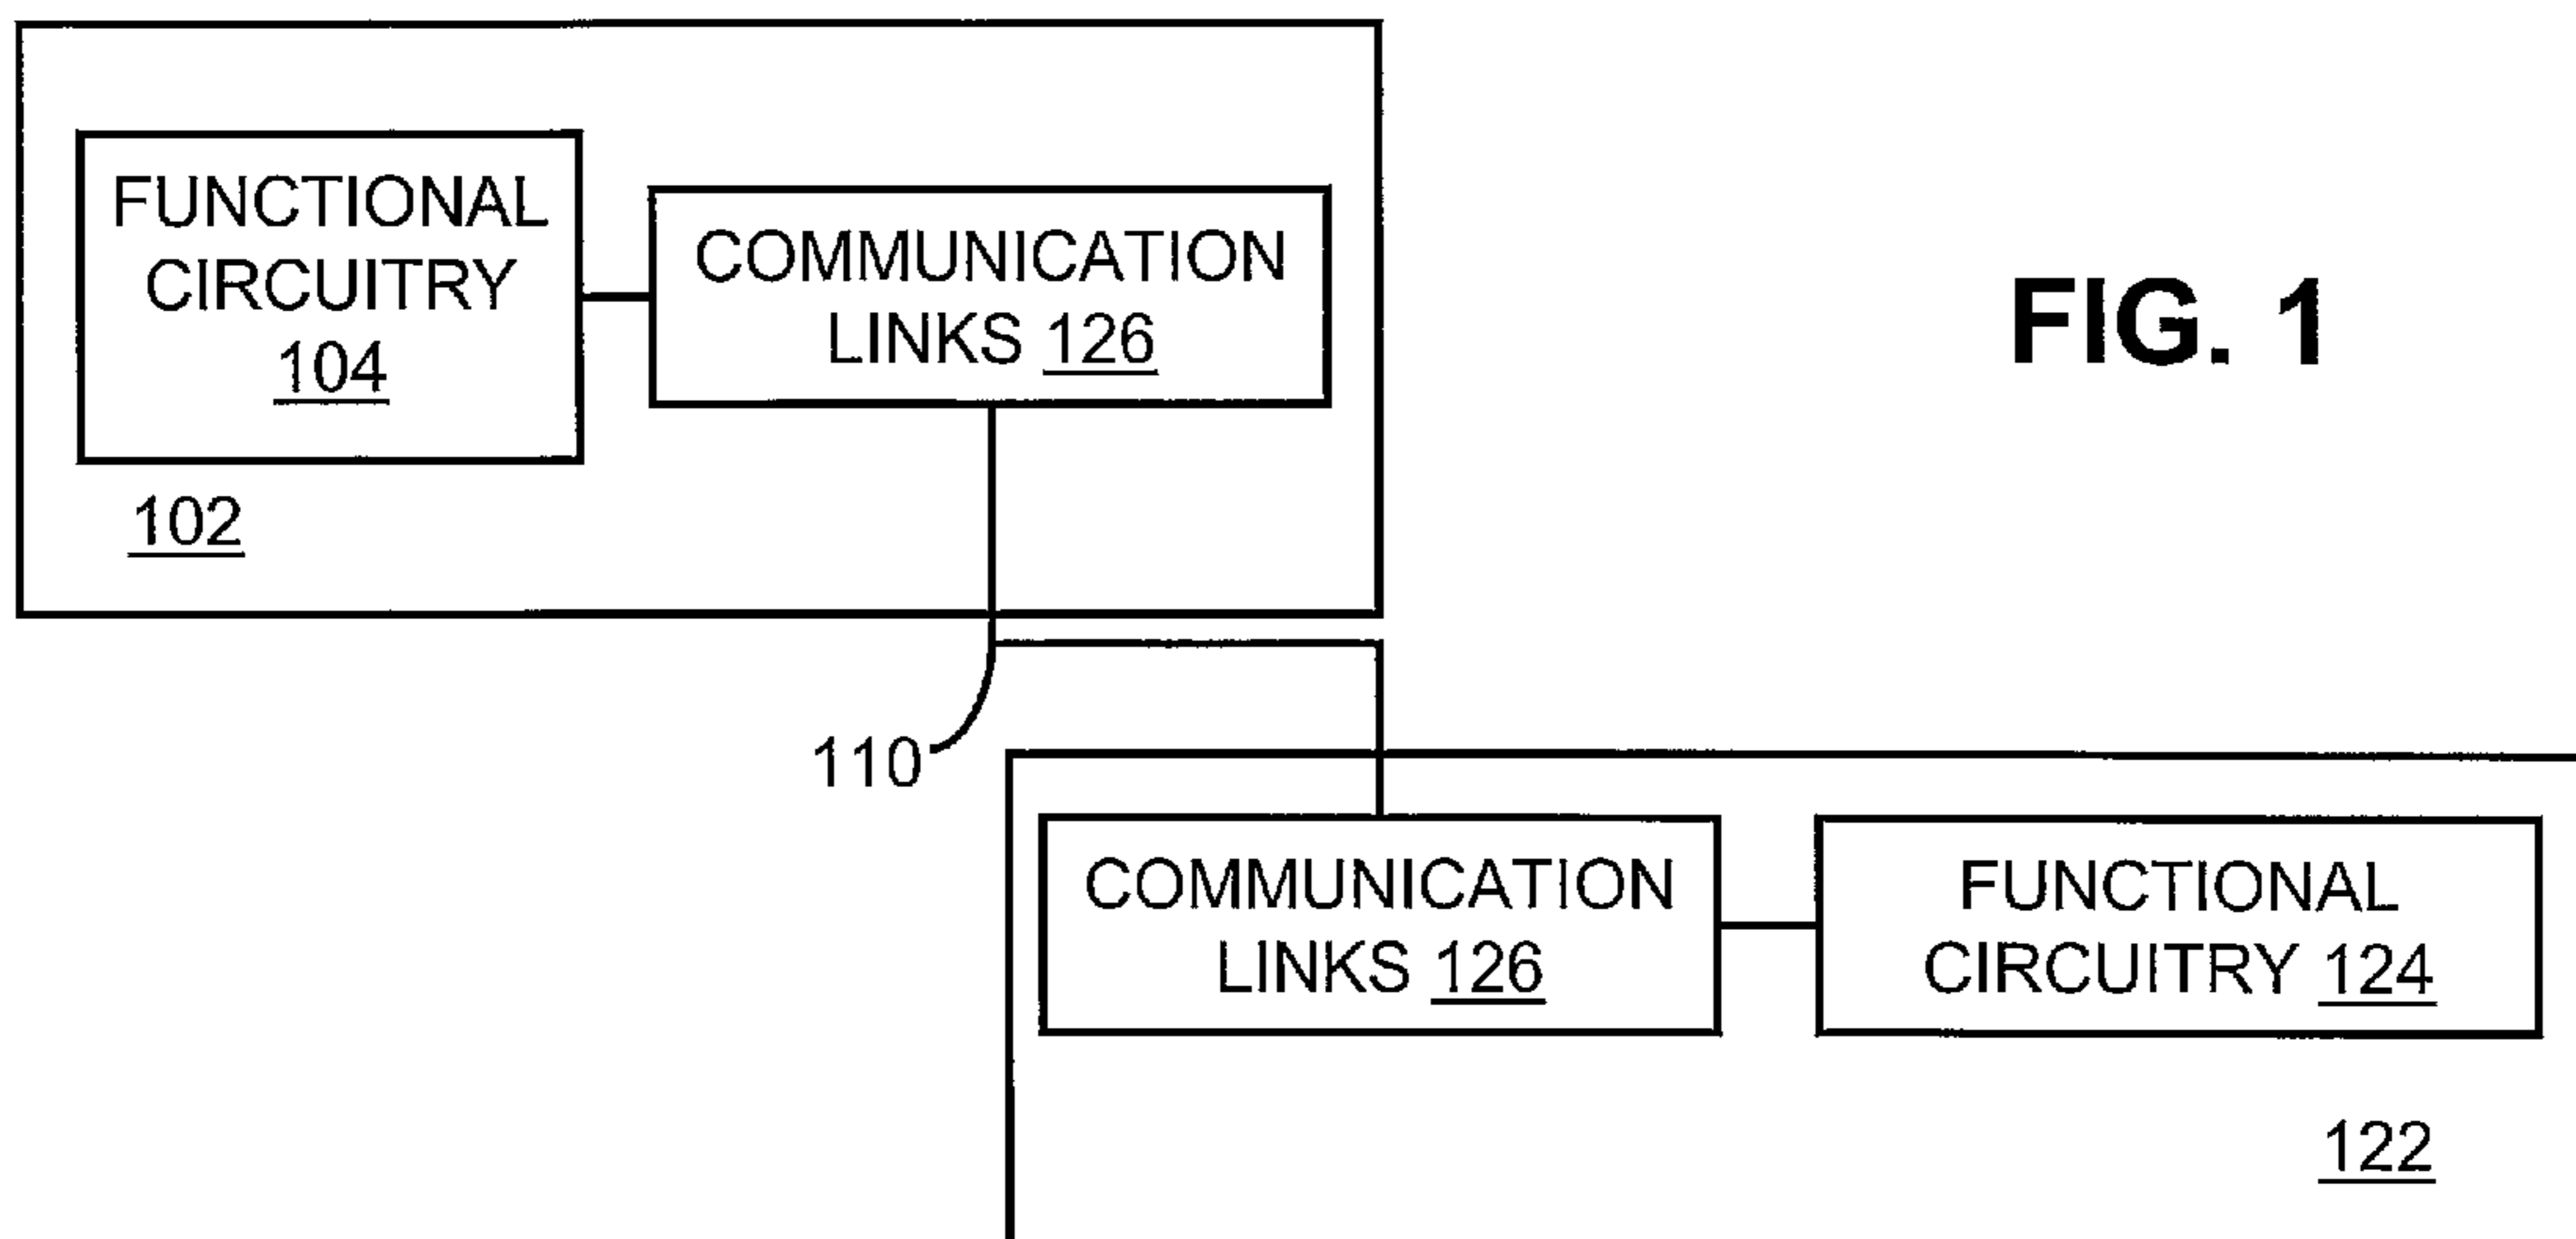 FUNCTIONAL
CIRCUITRY
104
COMMUNICATION
LINKS 126
102
FIG. 1
110
COMMUNICATION
LINKS 126
FUNCTIONAL
CIRCUITRY 124
122